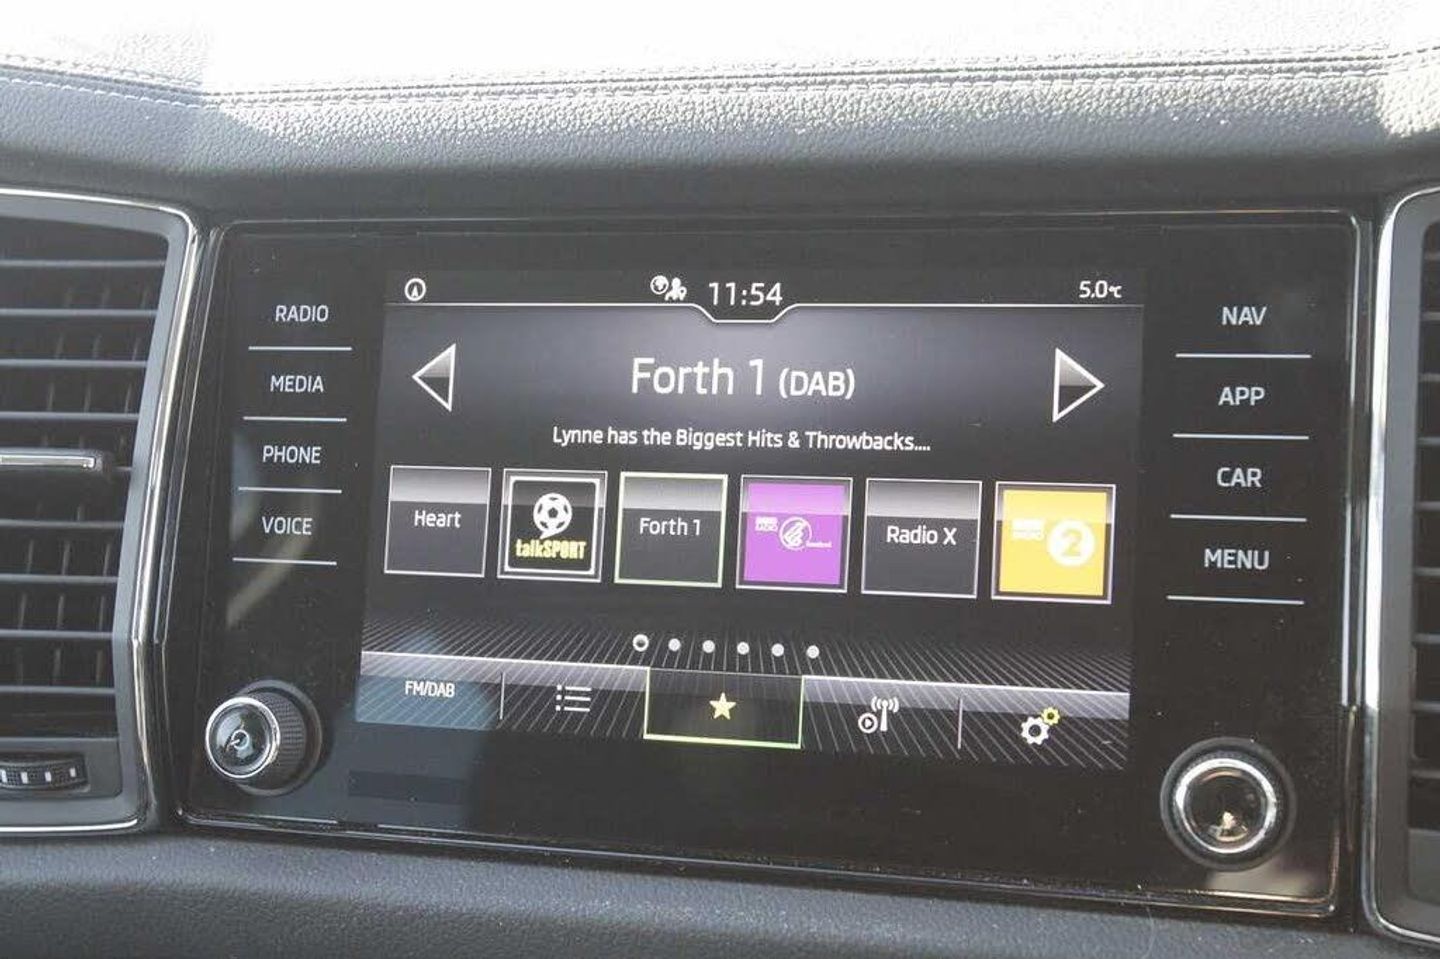 11:54
5.0°C
RADIO
MEDIA
PHONE
VOICE
Forth 1 (DAB)
Lynne has the Biggest Hits & Throwbacks....
Heart
talkSPORT
Forth 1
Radio X
2
FM/DAB
NAV
APP
CAR
MENU